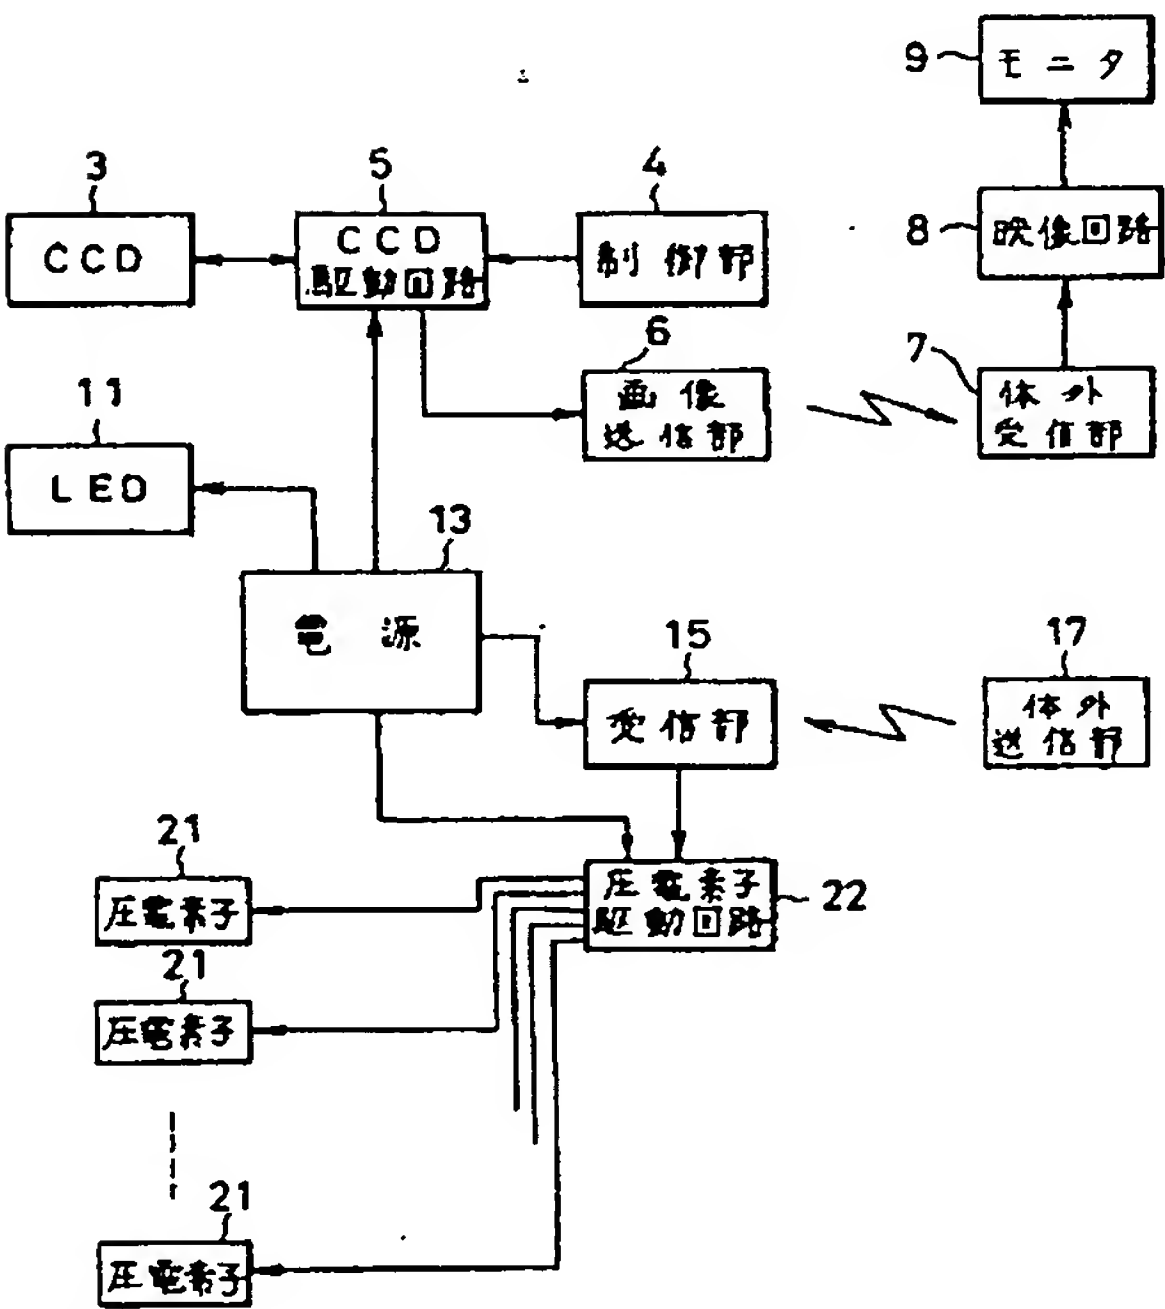 9
モニタ
3
5
4
8
映像回路
CCD
CCD
駆動回路
制御部
6
7
画像
送信部
体外
受信部
11
LED
13
電源
15
17
受信部
体外
送信部
21
圧電素子
圧電素子
駆動回路
22
21
圧電素子
21
圧電素子